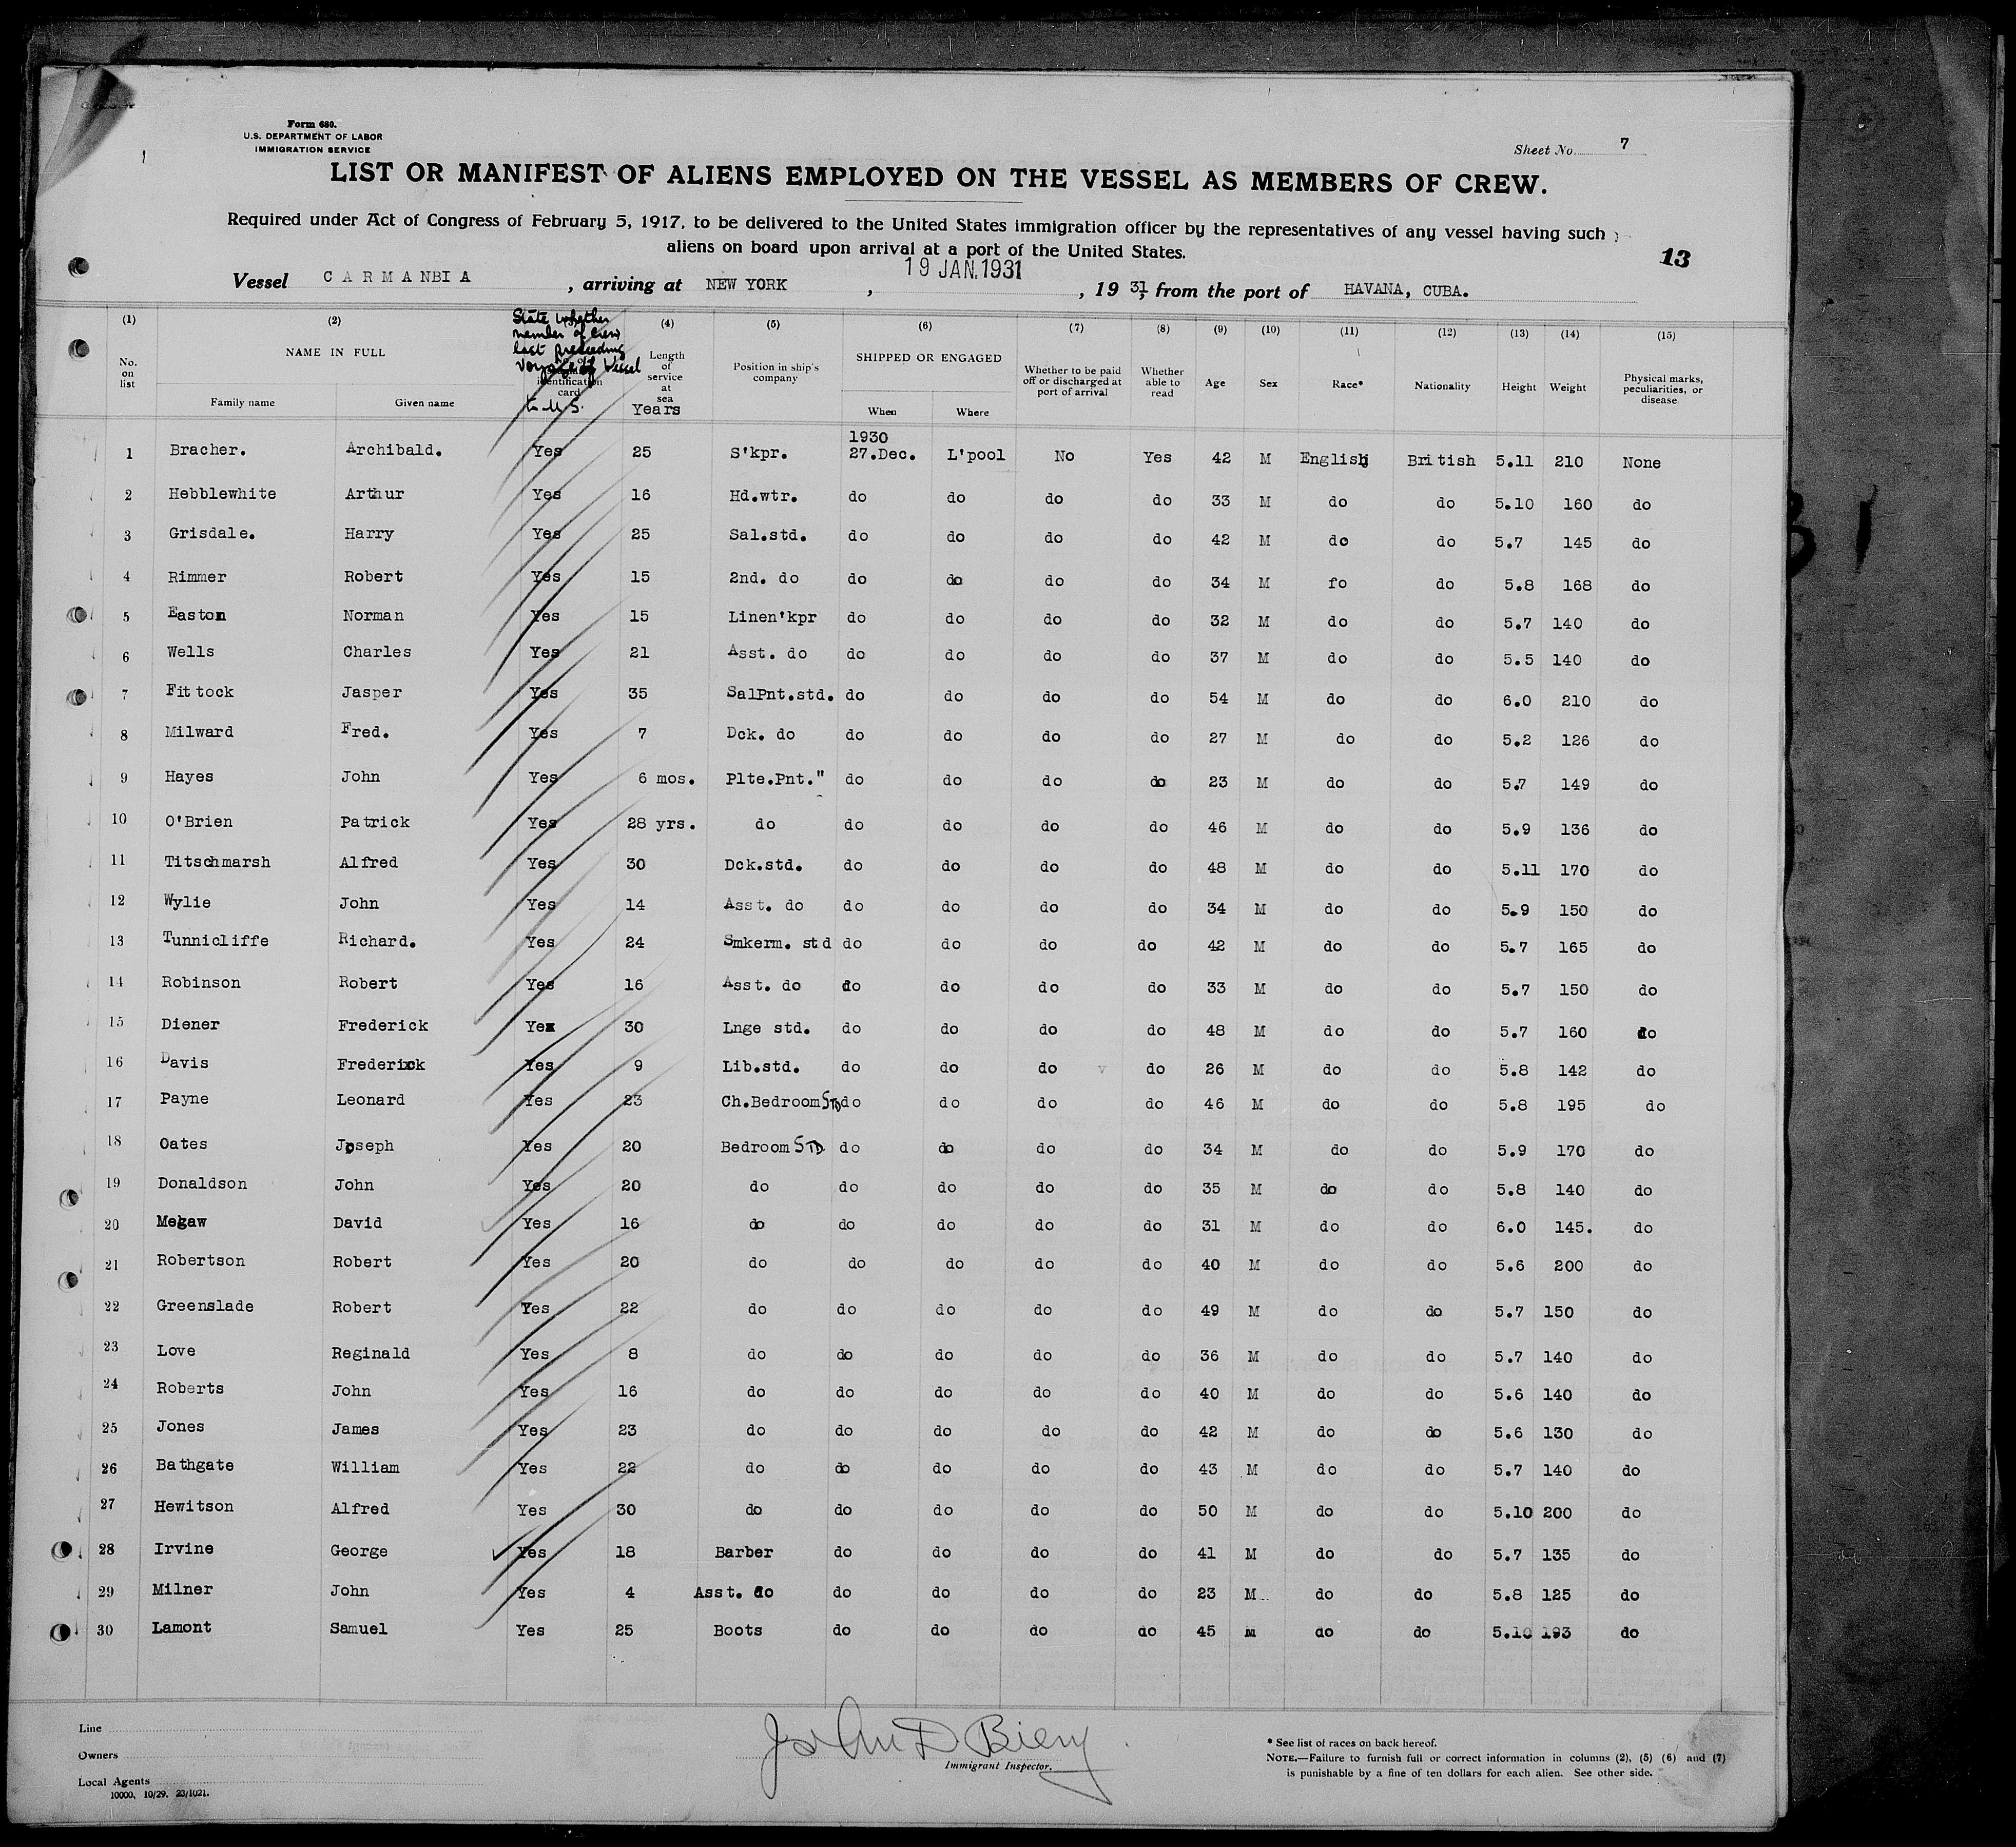 Form 680.
U.S. DEPARTMENT OF LABOR
IMMIGRATION SERVICE
Sheet No. 7
LIST OR MANIFEST OF ALIENS EMPLOYED ON THE VESSEL AS MEMBERS OF CREW.
Required under Act of Congress of February 5, 1917, to be delivered to the United States immigration officer by the representatives of any vessel having such
aliens on board upon arrival at a port of the United States.
13
Vessel CARMANBIA, arriving at NEW YORK, 19 JAN.1931, 19 31, from the port of HAVANA, CUBA.
(1) (2) (4) (5) (6) (7) (8) (9) (10) (11) (12) (13) (14) (15)
State whether
member of crew
last preceding
voyage of Vessel
to U.S.
No. on list NAME IN FULL Family name Given name identification card Length of service at sea Years Position in ship's company SHIPPED OR ENGAGED When Where Whether to be paid off or discharged at port of arrival Whether able to read Age Sex Race* Nationality Height Weight Physical marks, peculiarities, or disease
1930
1 Bracher. Archibald. Yes 25 S'kpr. 27.Dec. L'pool No Yes 42 M English British 5.11 210 None
2 Hebblewhite Arthur Yes 16 Hd.wtr. do do do do 33 M do do 5.10 160 do
3 Grisdale. Harry Yes 25 Sal.std. do do do do 42 M do do 5.7 145 do
4 Rimmer Robert Yes 15 2nd. do do do do do 34 M fo do 5.8 168 do
5 Easton Norman Yes 15 Linen'kpr do do do do 32 M do do 5.7 140 do
6 Wells Charles Yes 21 Asst. do do do do do 37 M do do 5.5 140 do
7 Fittock Jasper Yes 35 SalPnt.std. do do do do 54 M do do 6.0 210 do
8 Milward Fred. Yes 7 Dck. do do do do do 27 M do do 5.2 126 do
9 Hayes John Yes 6 mos. Plte.Pnt." do do do do 23 M do do 5.7 149 do
10 O'Brien Patrick Yes 28 yrs. do do do do do 46 M do do 5.9 136 do
11 Titschmarsh Alfred Yes 30 Dck.std. do do do do 48 M do do 5.11 170 do
12 Wylie John Yes 14 Asst. do do do do do 34 M do do 5.9 150 do
13 Tunnicliffe Richard. Yes 24 Smkerm. std do do do do 42 M do do 5.7 165 do
14 Robinson Robert Yes 16 Asst. do do do do do 33 M do do 5.7 150 do
15 Diener Frederick Yes 30 Lnge std. do do do do 48 M do do 5.7 160 do
16 Davis Frederick Yes 9 Lib.std. do do do do 26 M do do 5.8 142 do
17 Payne Leonard Yes 23 Ch.Bedroom STD do do do do 46 M do do 5.8 195 do
18 Oates Joseph Yes 20 Bedroom STD do do do do 34 M do do 5.9 170 do
19 Donaldson John Yes 20 do do do do do 35 M do do 5.8 140 do
20 Megaw David Yes 16 do do do do do 31 M do do 6.0 145. do
21 Robertson Robert Yes 20 do do do do do 40 M do do 5.6 200 do
22 Greenslade Robert Yes 22 do do do do do 49 M do do 5.7 150 do
23 Love Reginald Yes 8 do do do do do 36 M do do 5.7 140 do
24 Roberts John Yes 16 do do do do do 40 M do do 5.6 140 do
25 Jones James Yes 23 do do do do do 42 M do do 5.6 130 do
26 Bathgate William Yes 22 do do do do do 43 M do do 5.7 140 do
27 Hewitson Alfred Yes 30 do do do do do 50 M do do 5.10 200 do
28 Irvine George Yes 18 Barber do do do do 41 M do do 5.7 135 do
29 Milner John Yes 4 Asst. do do do do do 23 M do do 5.8 125 do
30 Lamont Samuel Yes 25 Boots do do do do 45 M do do 5.10 193 do
Line
Owners
Local Agents
10000, 10/29. 23/1021.
John D Bieny
Immigrant Inspector.
* See list of races on back hereof.
NOTE.—Failure to furnish full or correct information in columns (2), (5) (6) and (7)
is punishable by a fine of ten dollars for each alien. See other side.